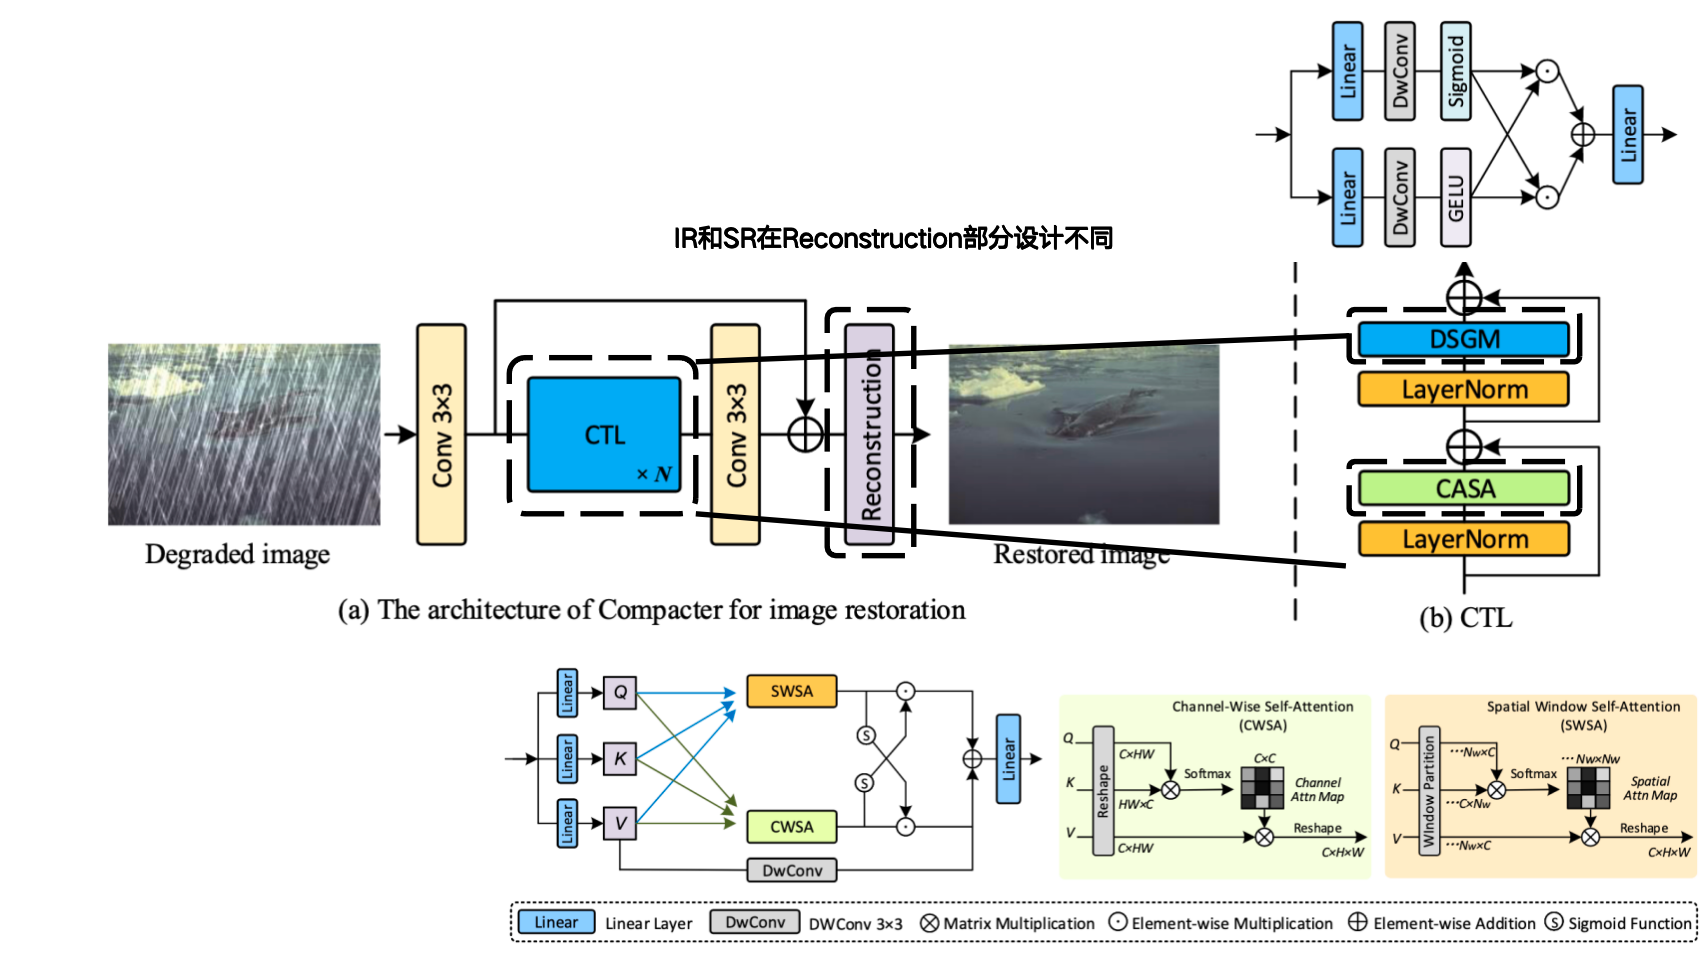 Linear
DwConv
Sigmoid
Linear
DwConv
GELU
Linear
IR和SR在Reconstruction部分设计不同
Conv 3×3
CTL
× N
Conv 3×3
Reconstruction
Degraded image
Restored image
(a) The architecture of Compacter for image restoration
DSGM
LayerNorm
CASA
LayerNorm
(b) CTL
Linear
Q
Linear
K
Linear
V
SWSA
S
S
CWSA
DwConv
Linear
Channel-Wise Self-Attention
(CWSA)
Q
K
V
Reshape
C×HW
HW×C
C×HW
Softmax
C×C
Channel
Attn Map
Reshape
C×H×W
Spatial Window Self-Attention
(SWSA)
Q
K
V
Window Partition
···Nw×C
···C×Nw
···Nw×C
Softmax
···Nw×Nw
Spatial
Attn Map
Reshape
C×H×W
Linear Linear Layer DwConv DWConv 3×3 Matrix Multiplication Element-wise Multiplication Element-wise Addition S Sigmoid Function